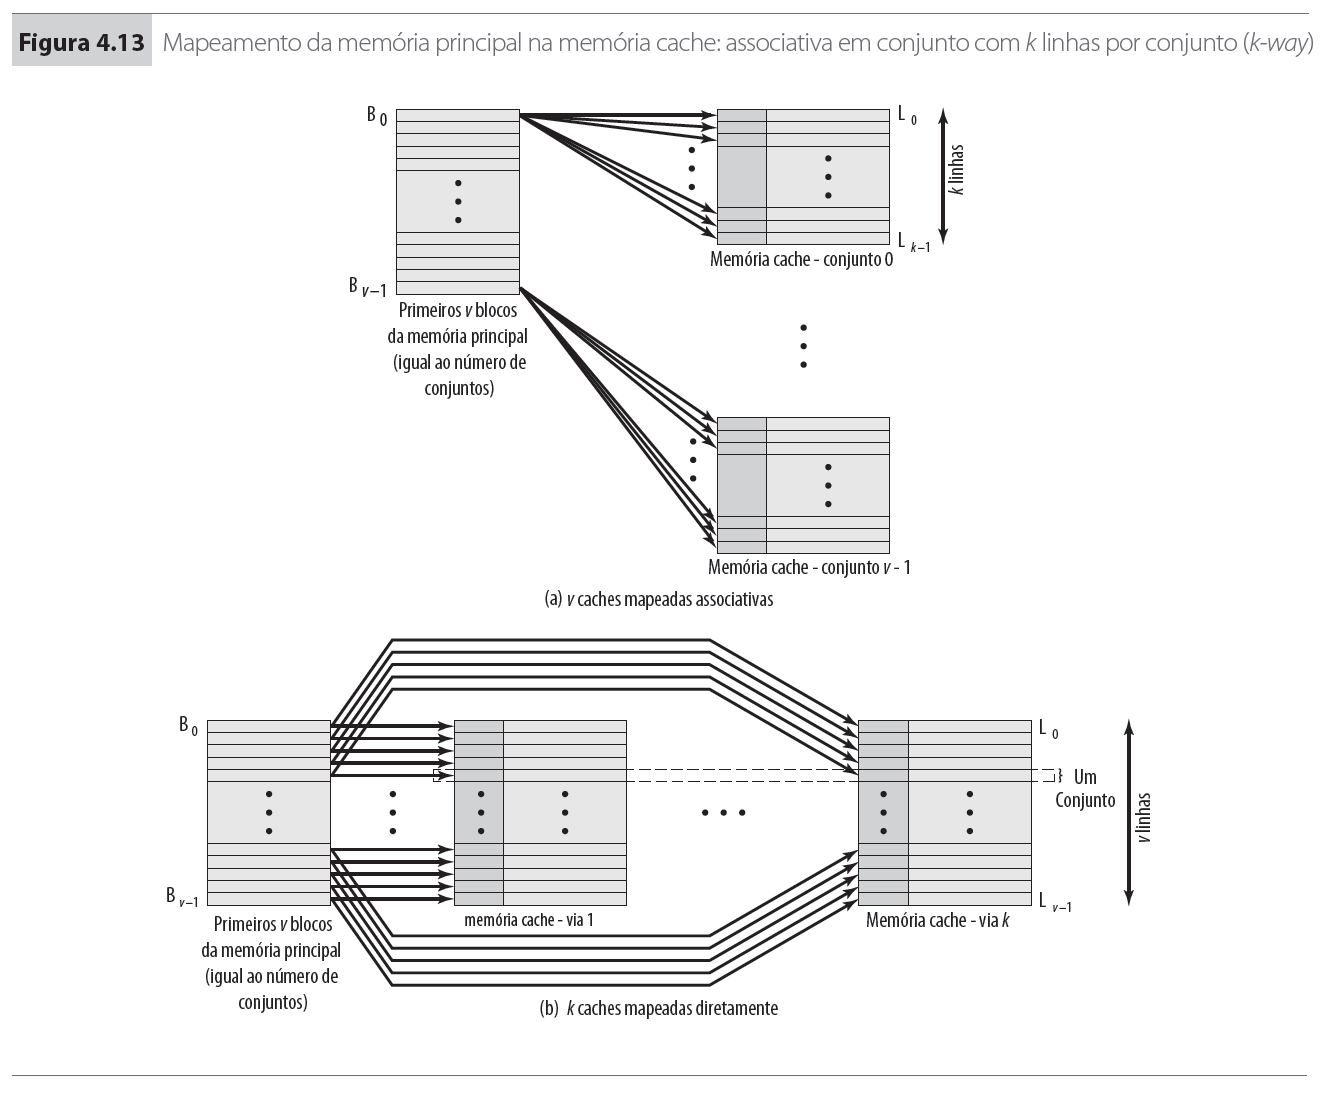 Figura 4.13 Mapeamento da memória principal na memória cache: associativa em conjunto com k linhas por conjunto (k-way)
B 0
L 0
k linhas
L k–1
Memória cache - conjunto 0
B v–1
Primeiros v blocos
da memória principal
(igual ao número de
conjuntos)
Memória cache - conjunto v - 1
(a) v caches mapeadas associativas
B 0
L 0
Um
Conjunto
v linhas
B v–1
L v–1
Primeiros v blocos
da memória principal
(igual ao número de
conjuntos)
memória cache - via 1
Memória cache - via k
(b) k caches mapeadas diretamente